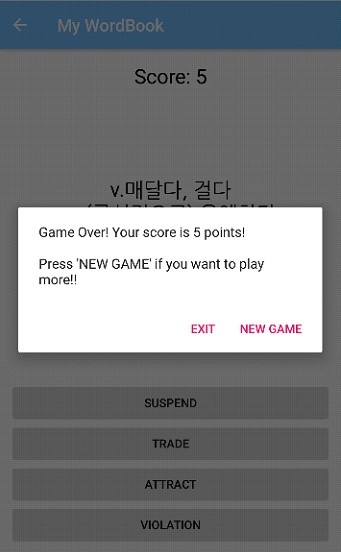 My WordBook
Score: 5
v.매달다, 걸다
Game Over! Your score is 5 points!
Press 'NEW GAME' if you want to play
more!!
EXIT NEW GAME
SUSPEND
TRADE
ATTRACT
VIOLATION